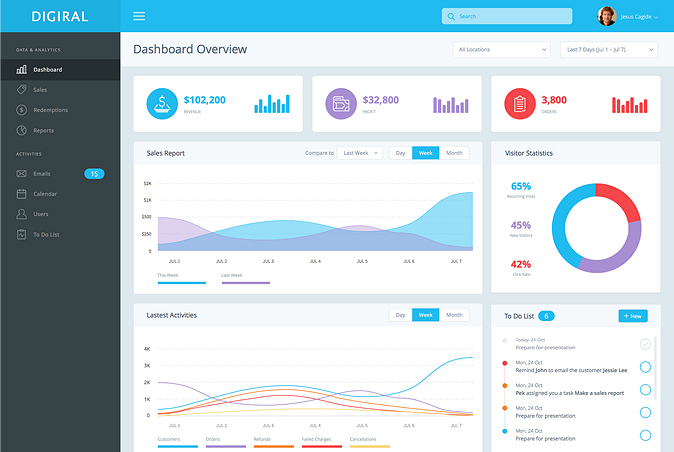 DIGIRAL
Search
Jesus Cagide
DATA & ANALYTICS
Dashboard
Sales
Redemptions
Reports
ACTIVITIES
Emails 15
Calendar
Users
To Do List
Dashboard Overview
All Locations
Last 7 Days (Jul 1 – Jul 7)
$102,200
REVENUE
$32,800
PROFIT
3,800
ORDERS
Sales Report
Compare to Last Week
Day Week Month
$2K
$1K
$500
$250
0
JUL 1 JUL 2 JUL 3 JUL 4 JUL 5 JUL 6 JUL 7
This Week Last Week
Visitor Statistics
65%
Returning Visits
45%
New Visitors
42%
Click Rate
Lastest Activities
Day Week Month
4K
3K
2K
1K
0
JUL 1 JUL 2 JUL 3 JUL 4 JUL 5 JUL 6 JUL 7
Customers Orders Refunds Failed Charges Cancelations
To Do List 6
+ New
Today, 21 Oct
Prepare for presentation
Mon, 24 Oct
Remind John to email the customer Jessie Lee
Mon, 24 Oct
Pek assigned you a task Make a sales report
Mon, 24 Oct
Prepare for presentation
Mon, 24 Oct
Prepare for presentation